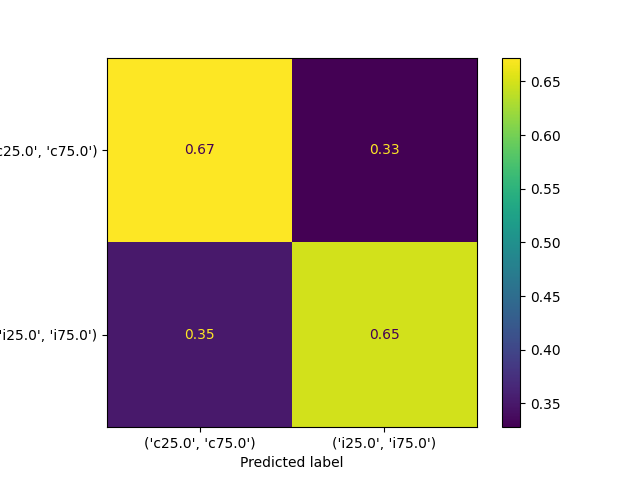 c25.0', 'c75.0')
'i25.0', 'i75.0')
0.67
0.33
0.35
0.65
('c25.0', 'c75.0')
('i25.0', 'i75.0')
Predicted label
0.65
0.60
0.55
0.50
0.45
0.40
0.35